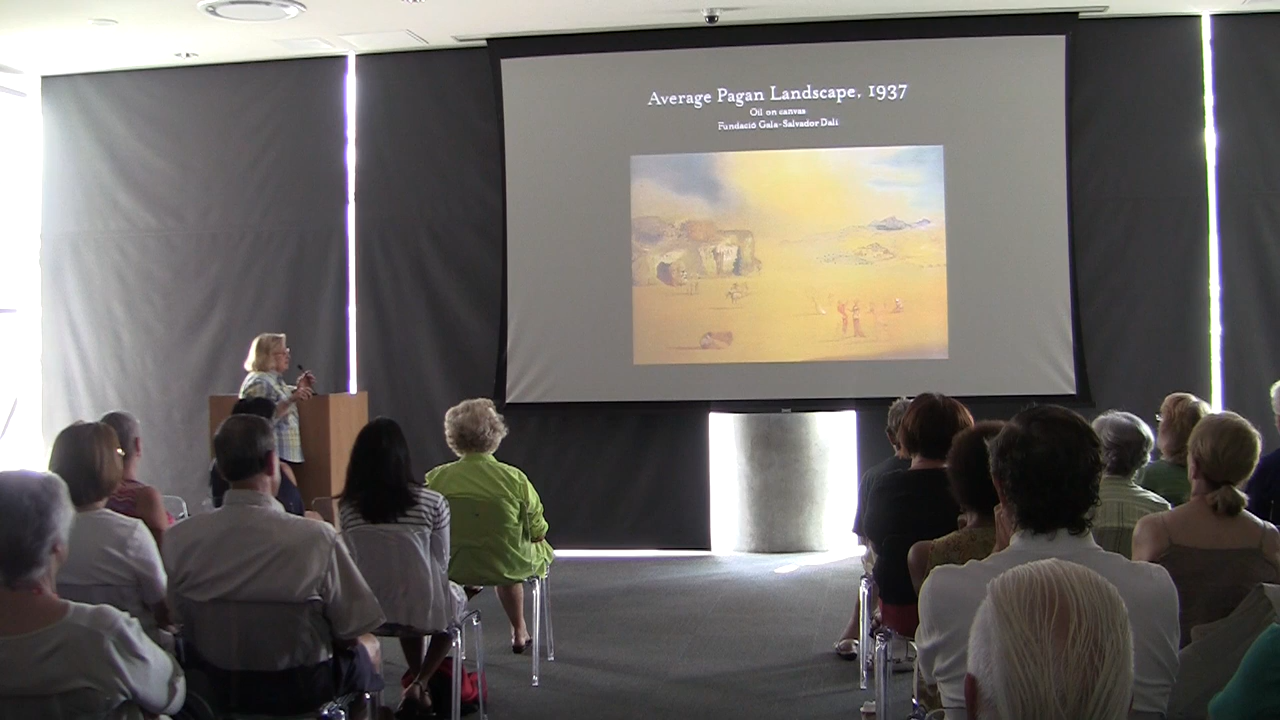 Average Pagan Landscape, 1937
Oil on canvas
Fundació Gala-Salvador Dalí